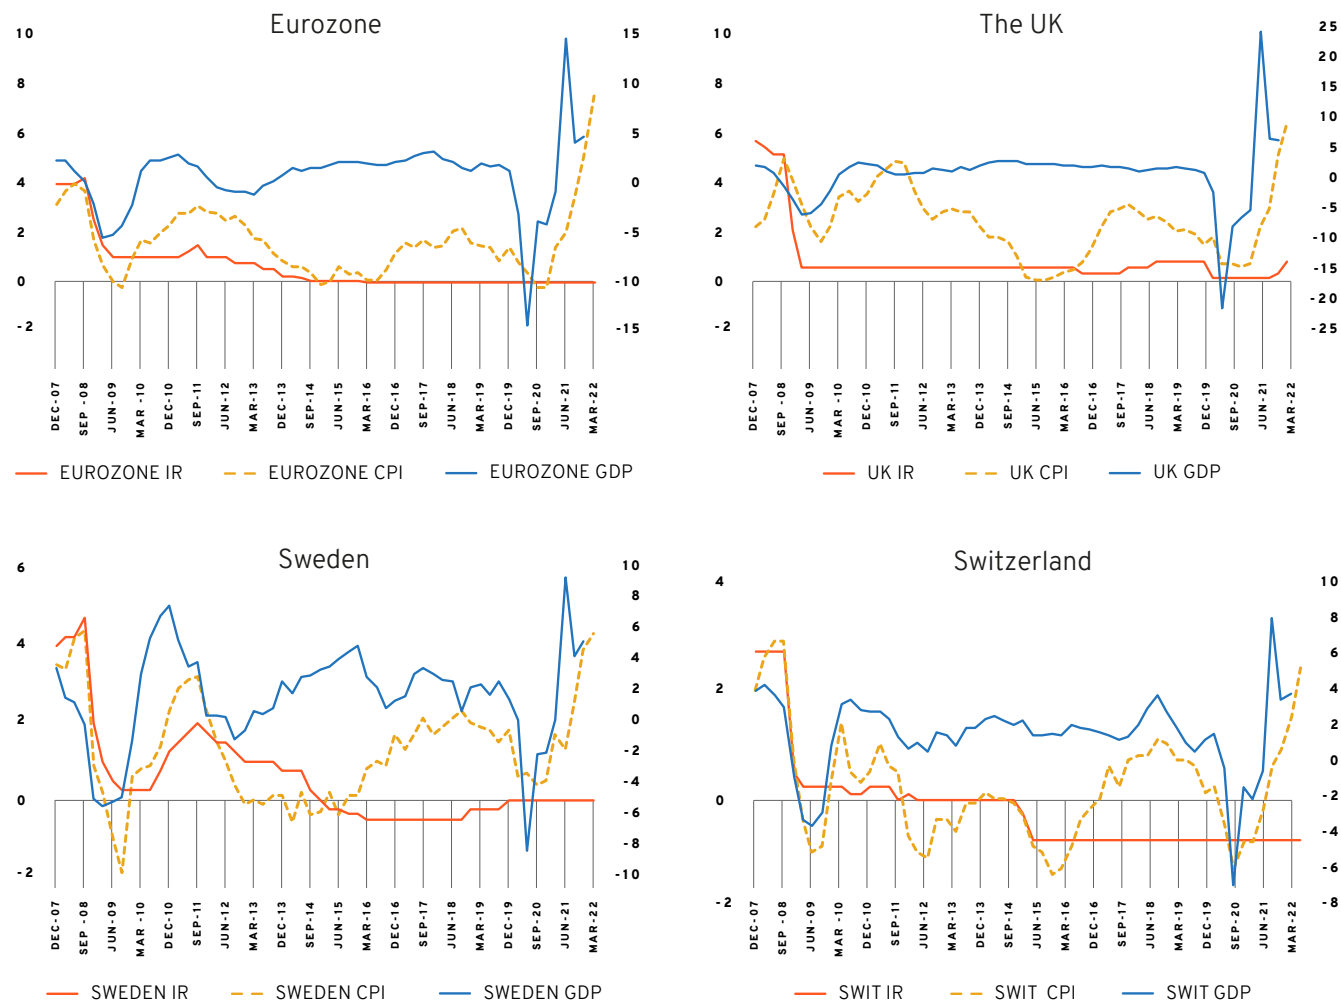 Eurozone
10
8
6
4
2
0
-2
15
10
5
0
-5
-10
-15
DEC-07
SEP -08
JUN-09
MAR -10
DEC-10
SEP-11
JUN-12
MAR-13
DEC-13
SEP-14
JUN-15
MAR-16
DEC-16
SEP-17
JUN-18
MAR-19
DEC-19
SEP-20
JUN-21
MAR-22
EUROZONE IR EUROZONE CPI EUROZONE GDP
The UK
10
8
6
4
2
0
-2
25
20
15
10
5
0
-5
-10
-15
-20
-25
DEC-07
SEP-08
JUN-09
MAR-10
DEC-10
SEP-11
JUN-12
MAR-13
DEC-13
SEP-14
JUN-15
MAR-16
DEC-16
SEP-17
JUN-18
MAR-19
DEC-19
SEP-20
JUN-21
MAR-22
UK IR UK CPI UK GDP
Sweden
6
4
2
0
-2
10
8
6
4
2
0
-2
-4
-6
-8
-10
DEC-07
SEP-08
JUN-09
MAR -10
DEC-10
SEP-11
JUN-12
MAR-13
DEC-13
SEP-14
JUN-15
MAR-16
DEC-16
SEP-17
JUN-18
MAR-19
DEC-19
SEP-20
JUN-21
MAR-22
SWEDEN IR SWEDEN CPI SWEDEN GDP
Switzerland
4
2
0
-2
10
8
6
4
2
0
-2
-4
-6
-8
DEC-07
SEP-08
JUN-09
MAR-10
DEC-10
SEP-11
JUN-12
MAR-13
DEC-13
SEP-14
JUN-15
MAR-16
DEC-16
SEP-17
JUN-18
MAR-19
DEC-19
SEP-20
JUN-21
MAR-22
SWIT IR SWIT CPI SWIT GDP